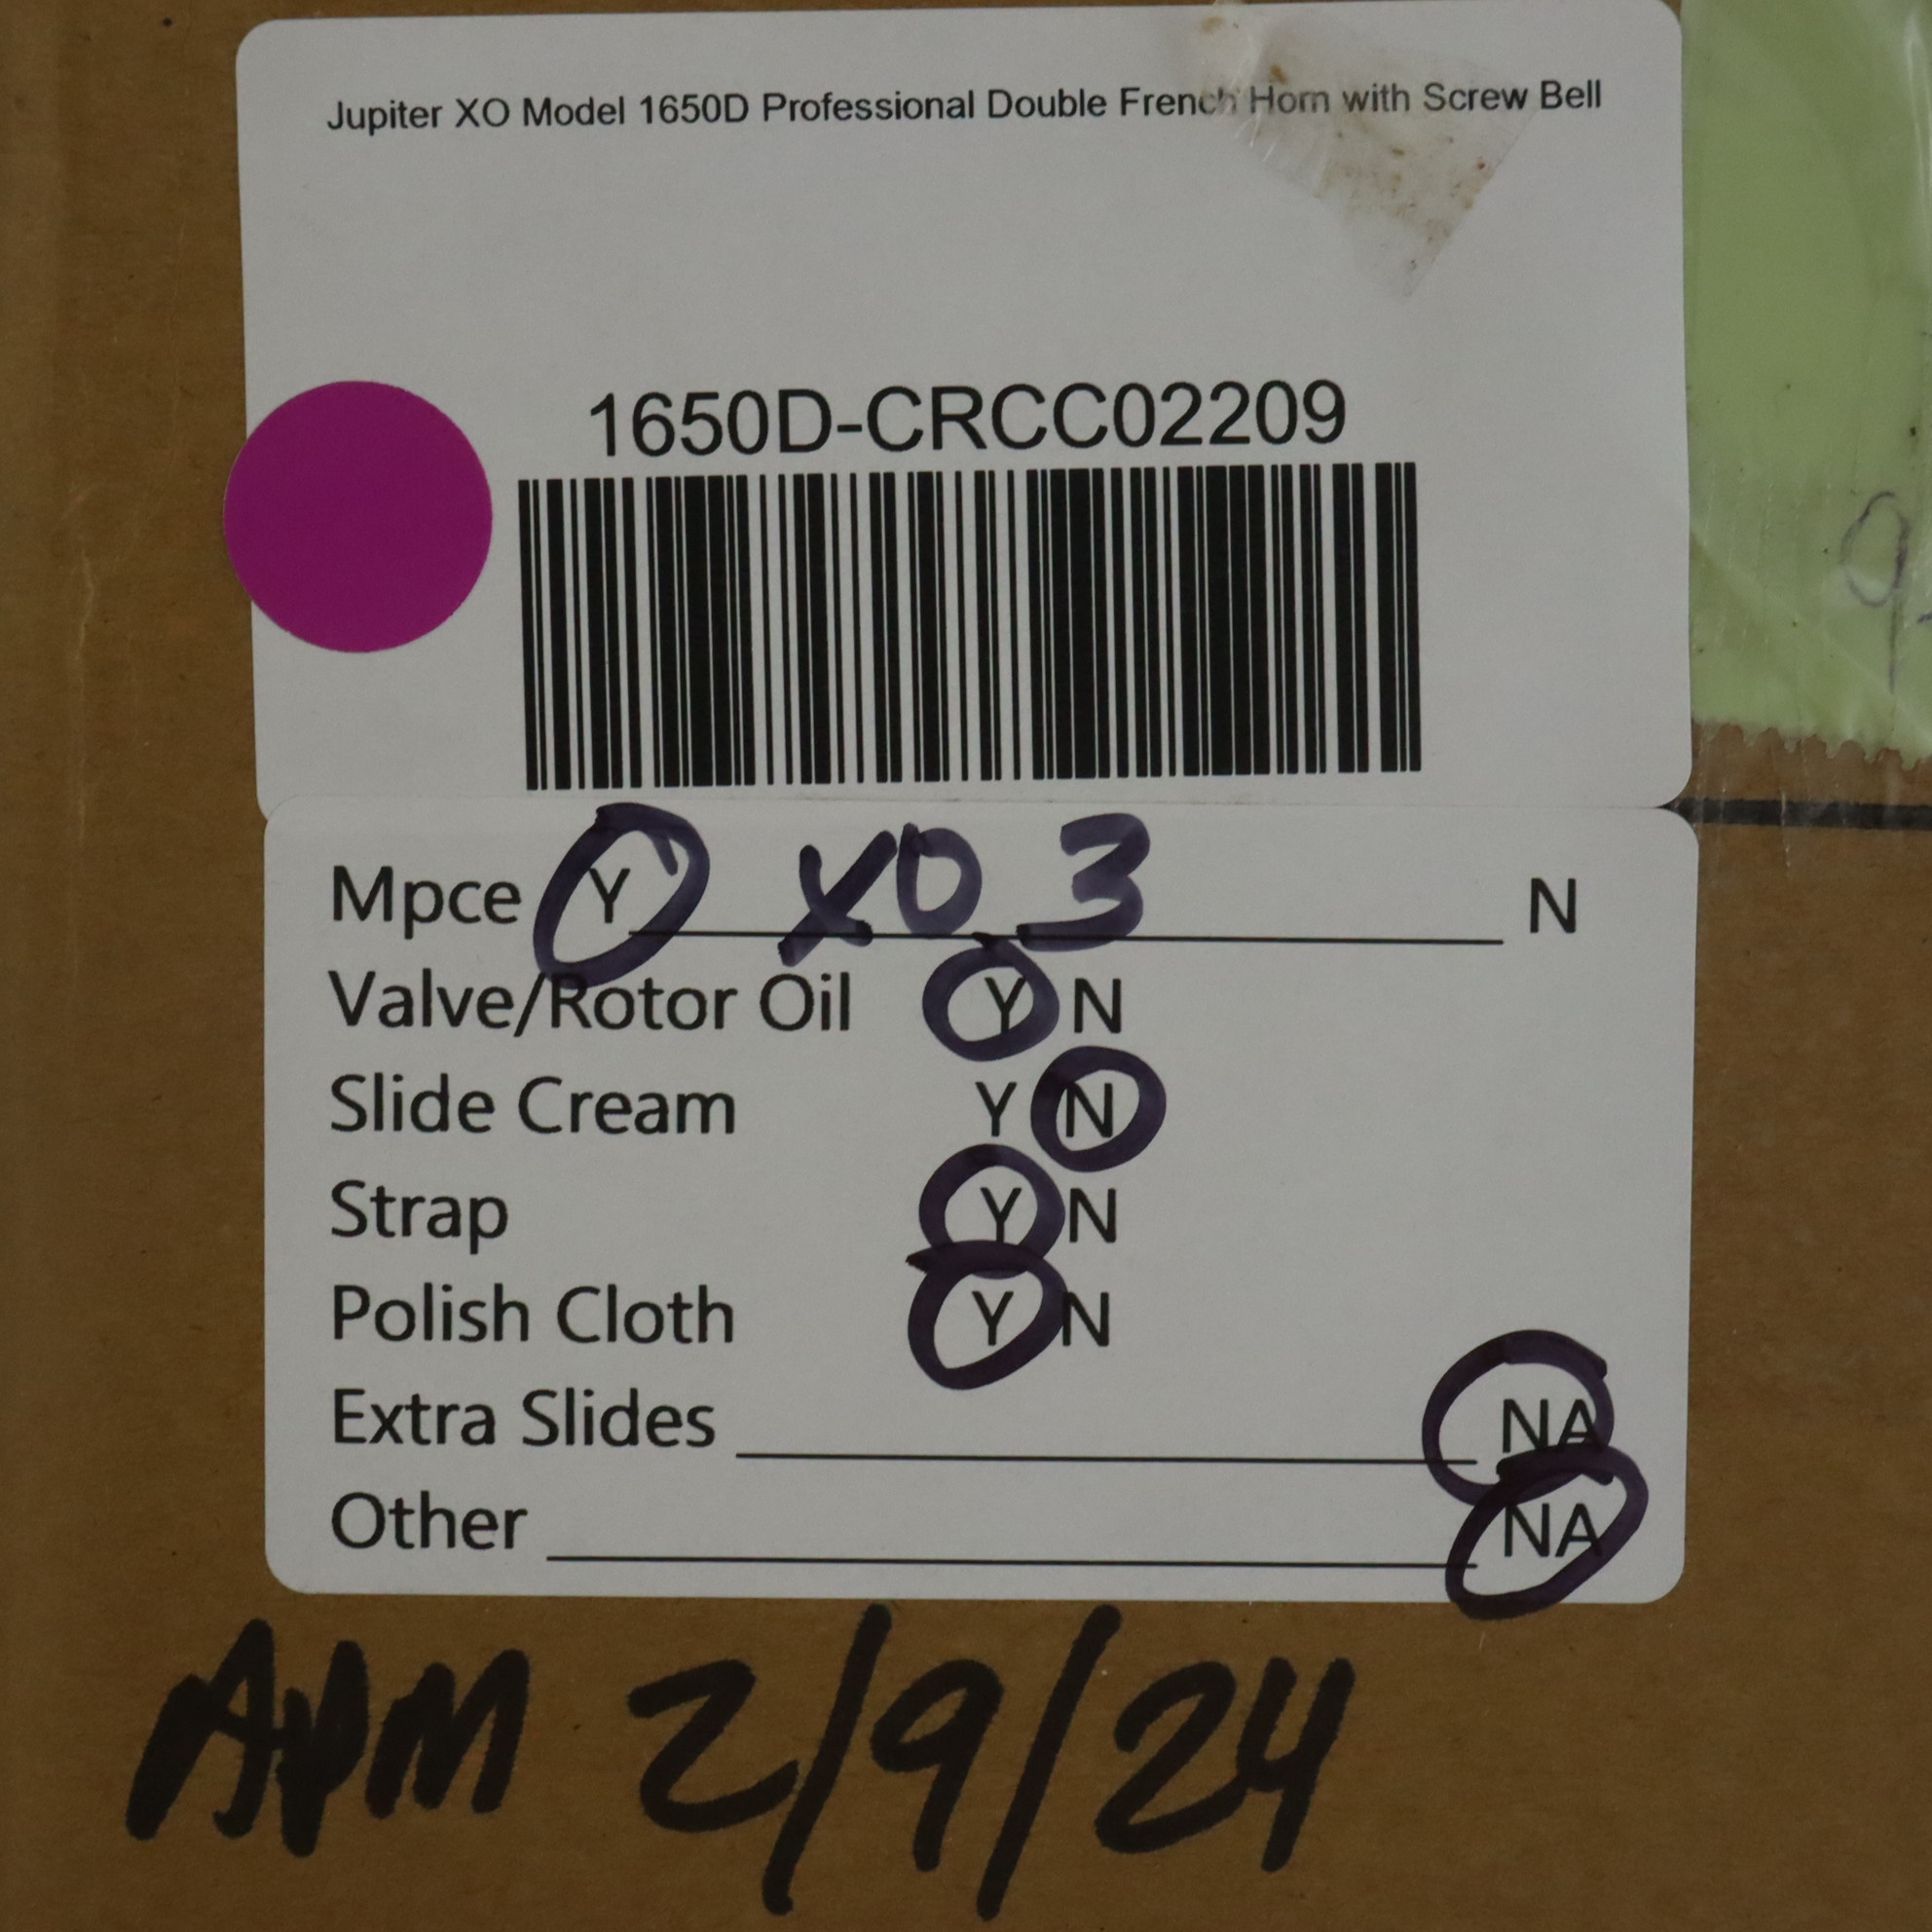 Jupiter XO Model 1650D Professional Double French Horn with Screw Bell
1650D-CRCC02209
Mpce Y XO 3 N
Valve/Rotor Oil Y N
Slide Cream Y N
Strap Y N
Polish Cloth Y N
Extra Slides NA
Other NA
2/9/24